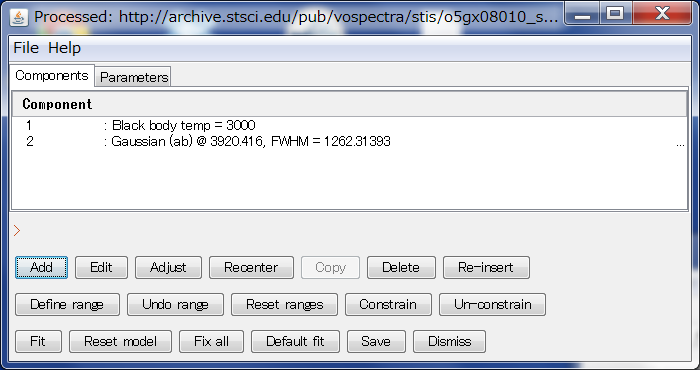 Processed: http://archive.stsci.edu/pub/vospectra/stis/o5gx08010_s...
File Help
Components Parameters
Component
1 : Black body temp = 3000
2 : Gaussian (ab) @ 3920.416, FWHM = 1262.31393 ...
>
Add Edit Adjust Recenter Copy Delete Re-insert
Define range Undo range Reset ranges Constrain Un-constrain
Fit Reset model Fix all Default fit Save Dismiss